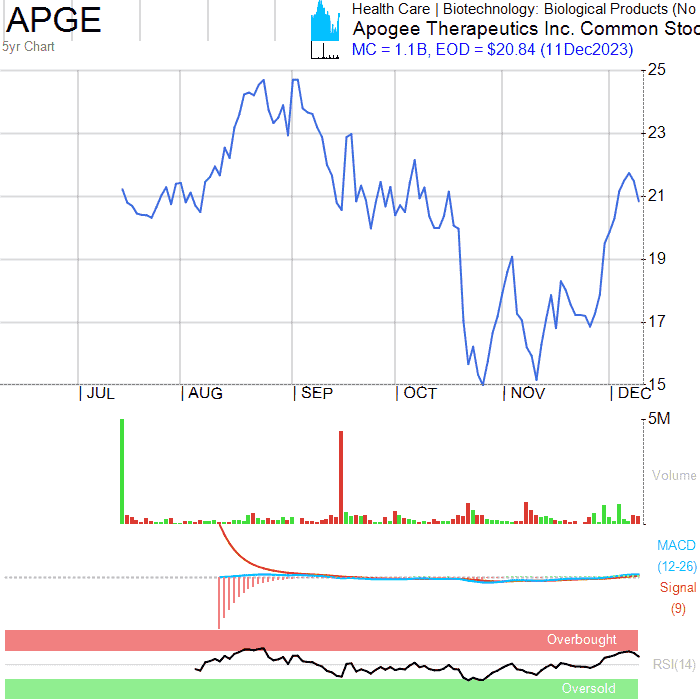 APGE
5yr Chart
Health Care | Biotechnology: Biological Products (No
Apogee Therapeutics Inc. Common Stoc
MC = 1.1B, EOD = $20.84 (11Dec2023)
25
23
21
19
17
15
| JUL | AUG | SEP | OCT | NOV | DEC
5M
Volume
MACD
(12-26)
Signal
(9)
Overbought
RSI(14)
Oversold